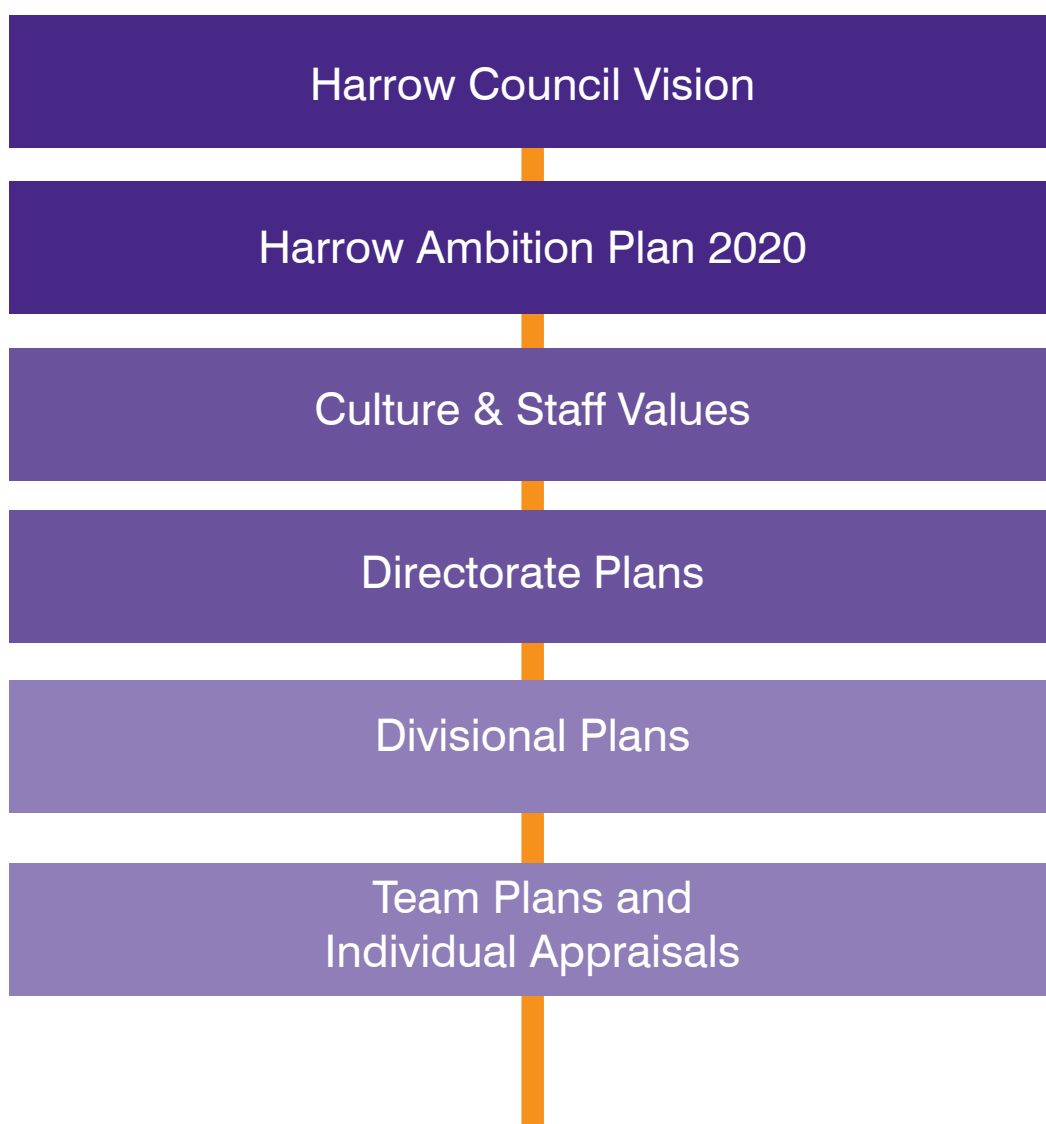 Harrow Council Vision
Harrow Ambition Plan 2020
Culture & Staff Values
Directorate Plans
Divisional Plans
Team Plans and
Individual Appraisals